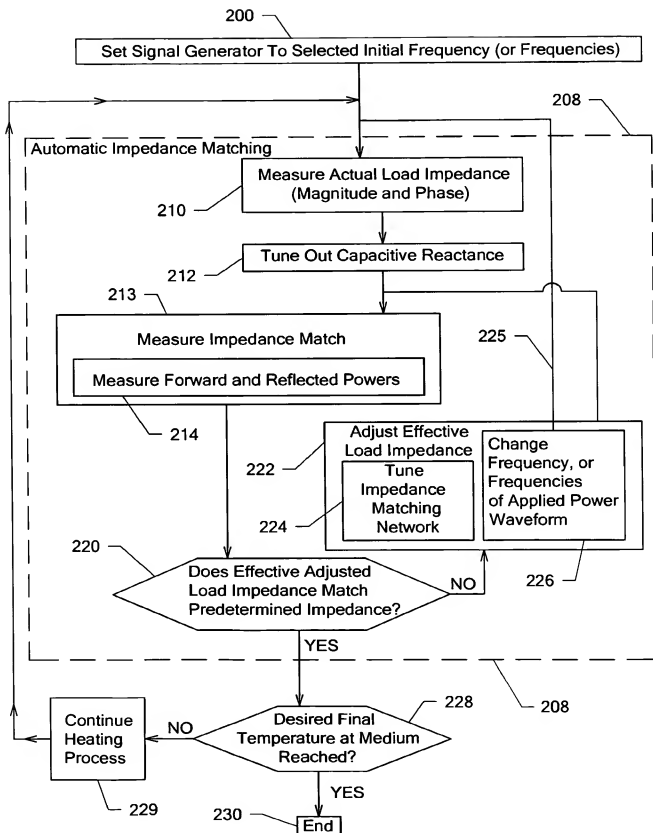 200
Set Signal Generator To Selected Initial Frequency (or Frequencies)
208
Automatic Impedance Matching
Measure Actual Load Impedance
(Magnitude and Phase)
210
Tune Out Capacitive Reactance
212
213
Measure Impedance Match
Measure Forward and Reflected Powers
214
225
222
Adjust Effective
Load Impedance
Tune
Impedance
Matching
Network
224
Change
Frequency, or
Frequencies
of Applied Power
Waveform
226
220
Does Effective Adjusted
Load Impedance Match
Predetermined Impedance?
NO
YES
208
228
Desired Final
Temperature at Medium
Reached?
NO
Continue
Heating
Process
229
YES
230
End